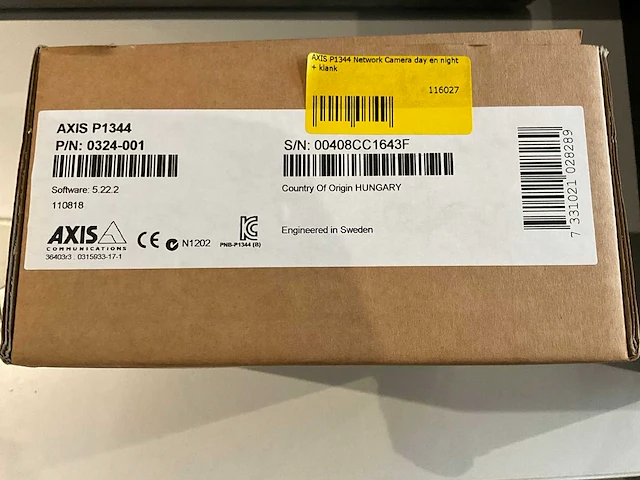 AXIS P1344 Network Camera day en night
+ klank
116027
AXIS P1344
P/N: 0324-001
S/N: 00408CC1643F
Software: 5.22.2
Country Of Origin HUNGARY
110818
AXIS
COMMUNICATIONS
CE N1202
PNB-P1344 (B)
Engineered in Sweden
36403r3 : 0315933-17-1
7 331021 028289